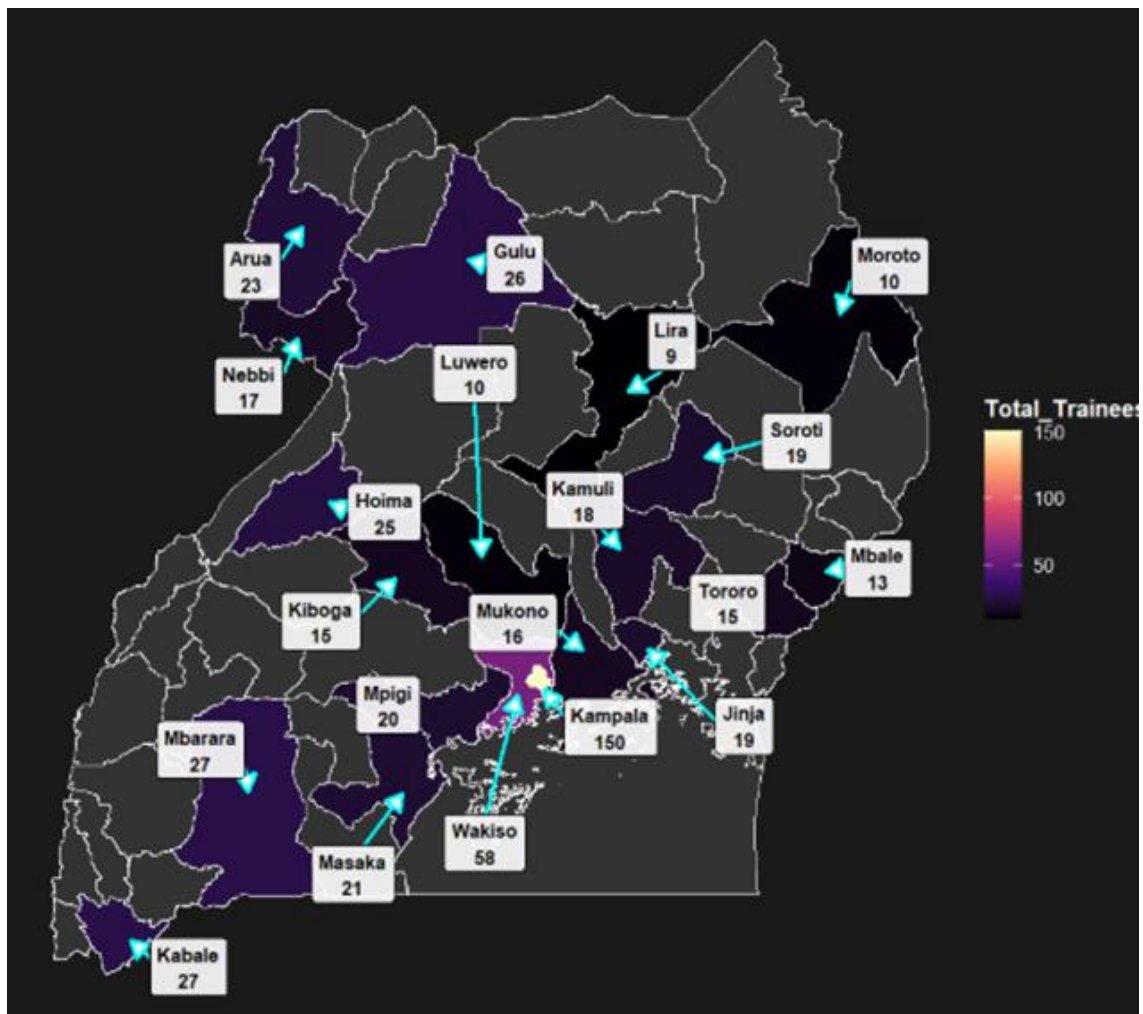 Arua
23
Gulu
26
Moroto
10
Lira
9
Luwero
10
Nebbi
17
Total_Trainees
150
100
50
Soroti
19
Kamuli
18
Hoima
25
Mbale
13
Tororo
15
Kiboga
15
Mukono
16
Mpigi
20
Kampala
150
Jinja
19
Mbarara
27
Wakiso
58
Masaka
21
Kabale
27